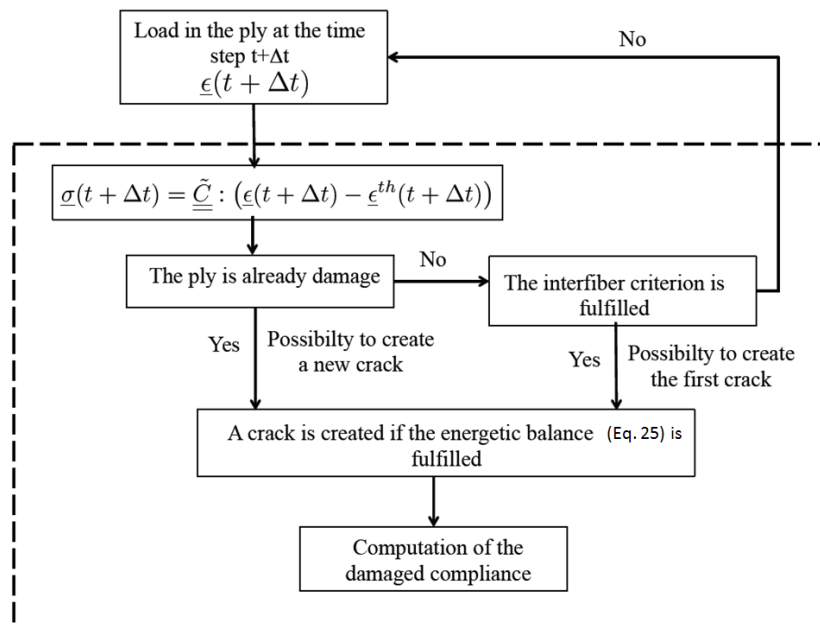 Load in the ply at the time
step t+Δt
ϵ(t + Δt)
No
σ(t + Δt) = C̃ : (ϵ(t + Δt) − ϵ^{th}(t + Δt))
The ply is already damage
No
The interfiber criterion is
fulfilled
Yes
Possibilty to create
a new crack
Yes
Possibilty to create
the first crack
A crack is created if the energetic balance (Eq. 25) is
fulfilled
Computation of the
damaged compliance